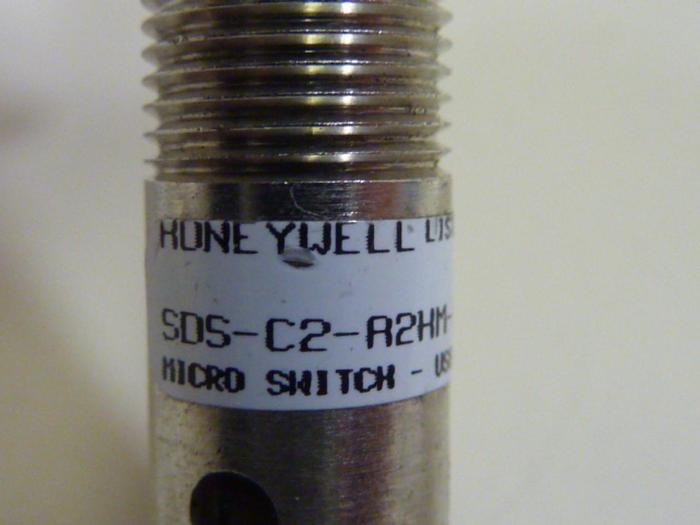 HONEYWELL
SDS-C2-A2HM-
MICRO SWITCH -